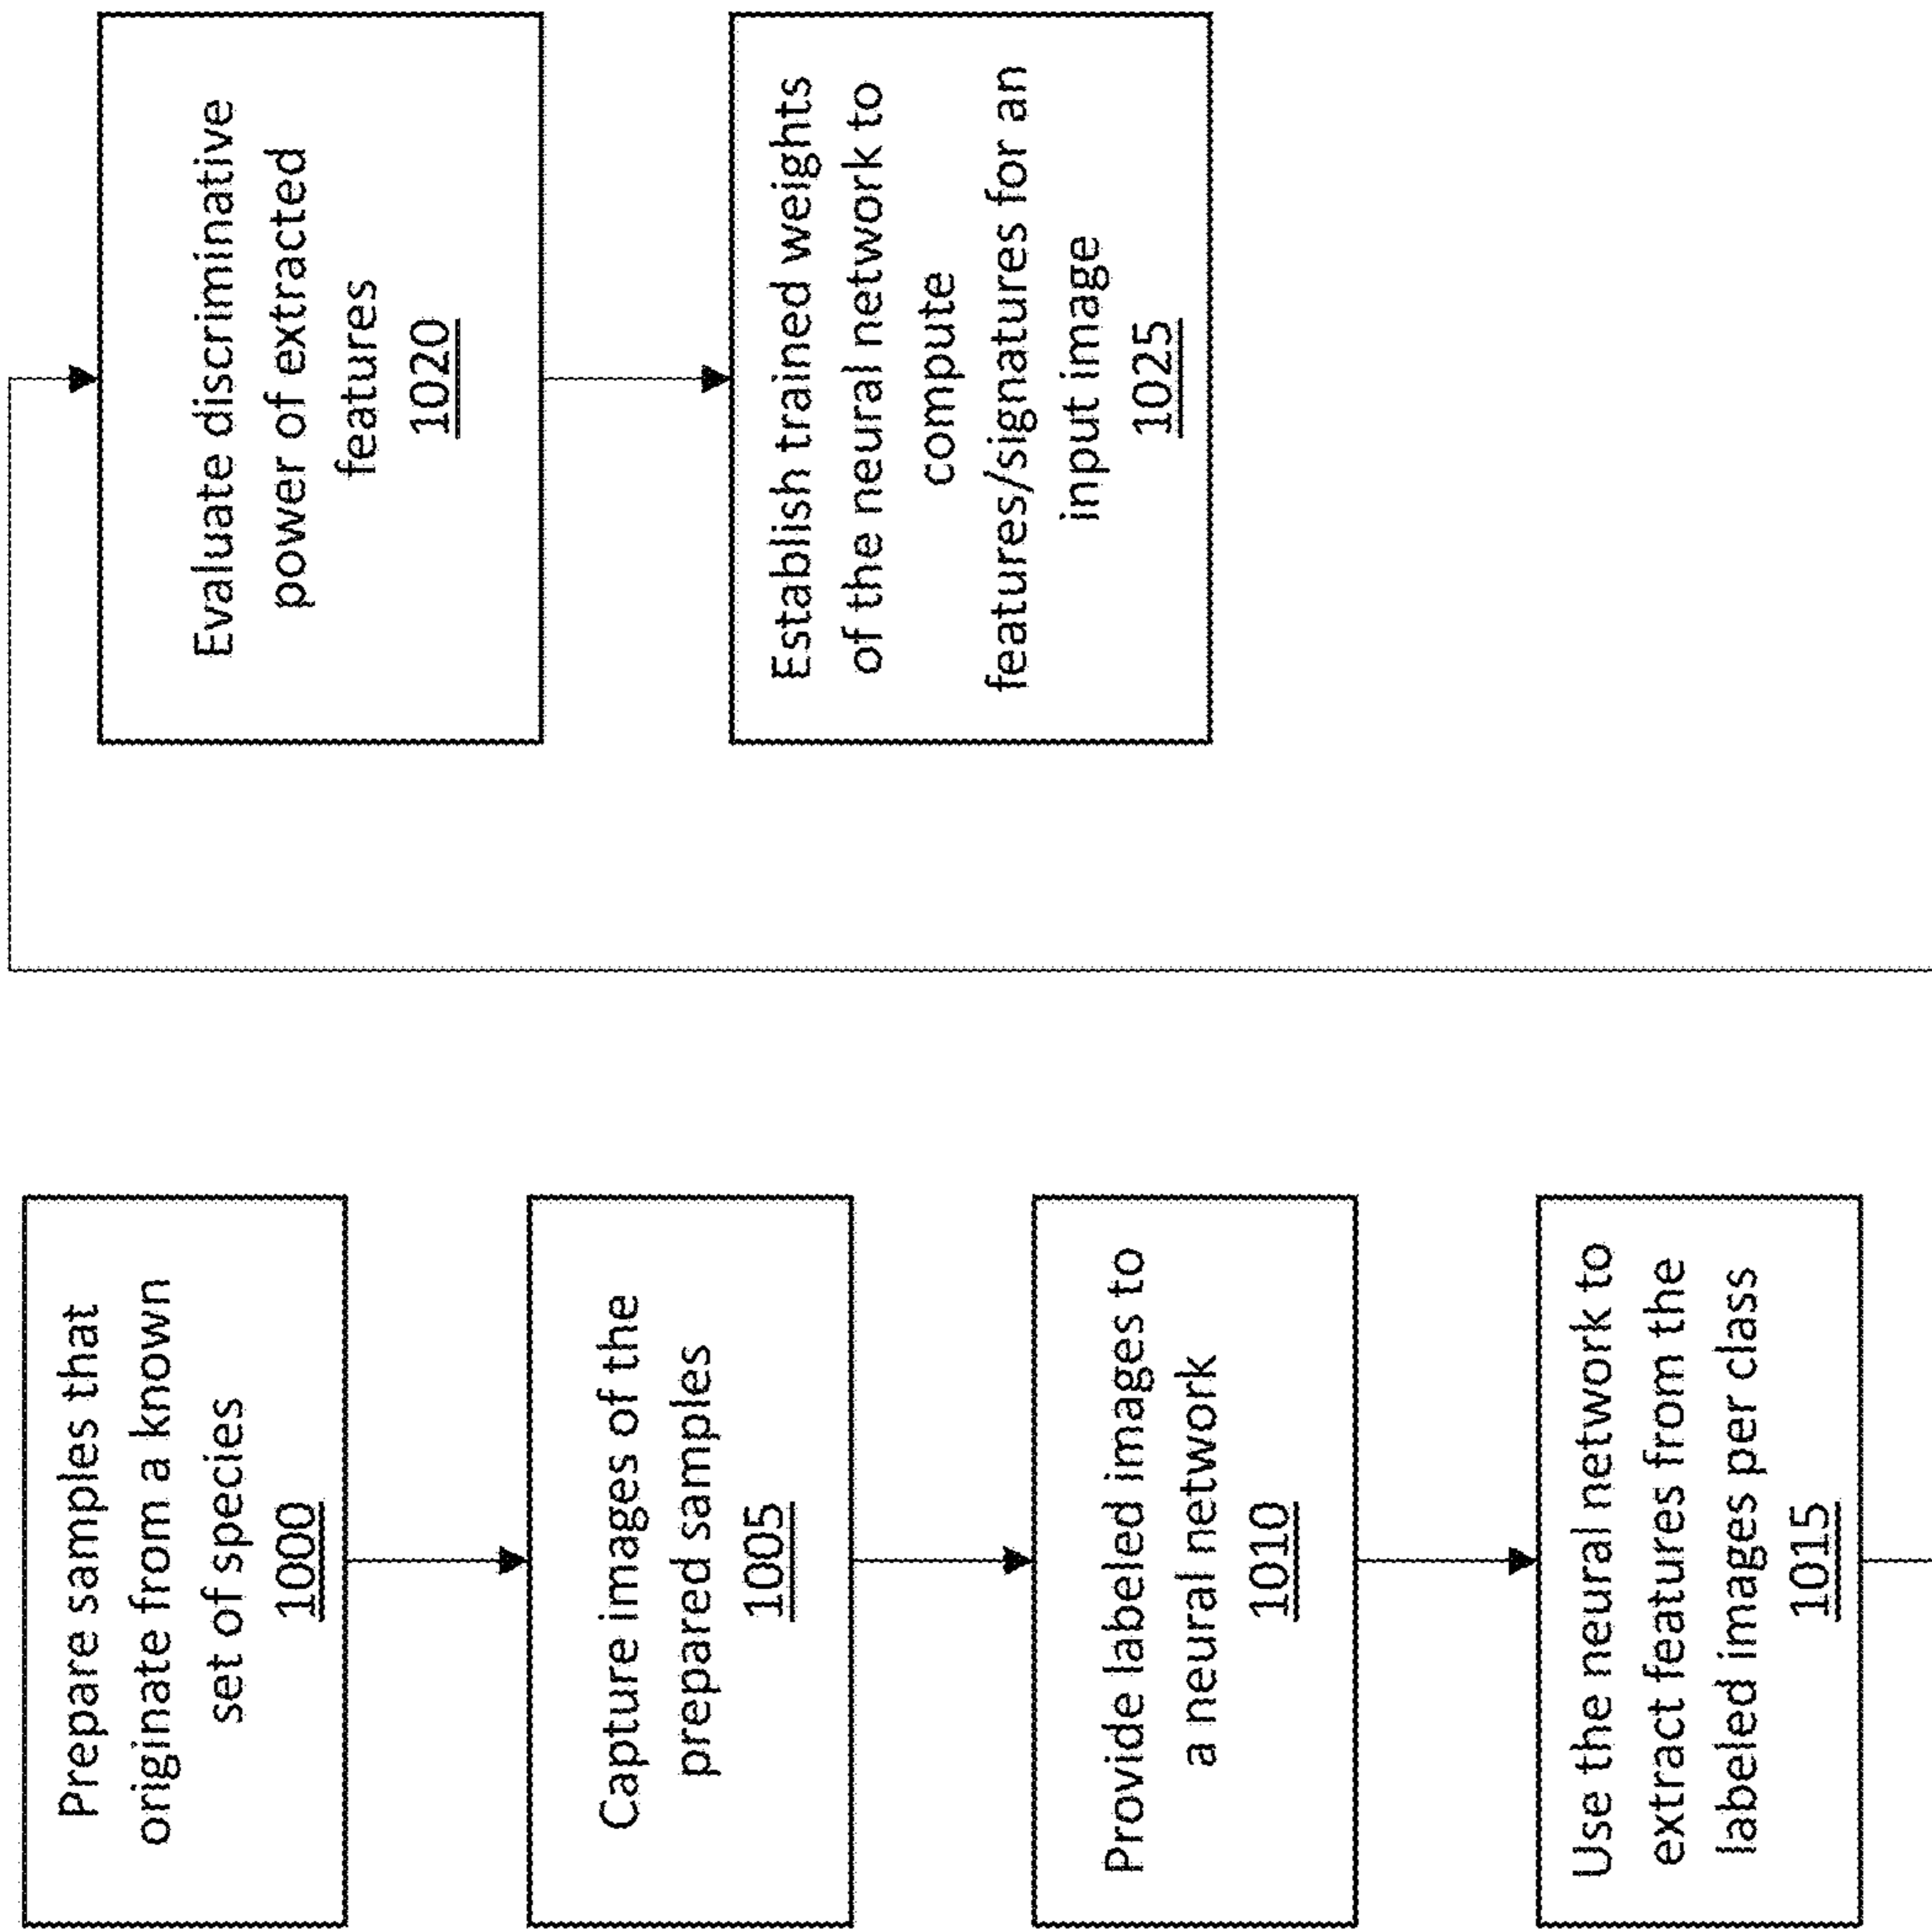 Prepare samples that
originate from a known
set of species
1000
Capture images of the
prepared samples
1005
Provide labeled images to
a neural network
1010
Use the neural network to
extract features from the
labeled images per class
1015
Evaluate discriminative
power of extracted
features
1020
Establish trained weights
of the neural network to
compute
features/signatures for an
input image
1025